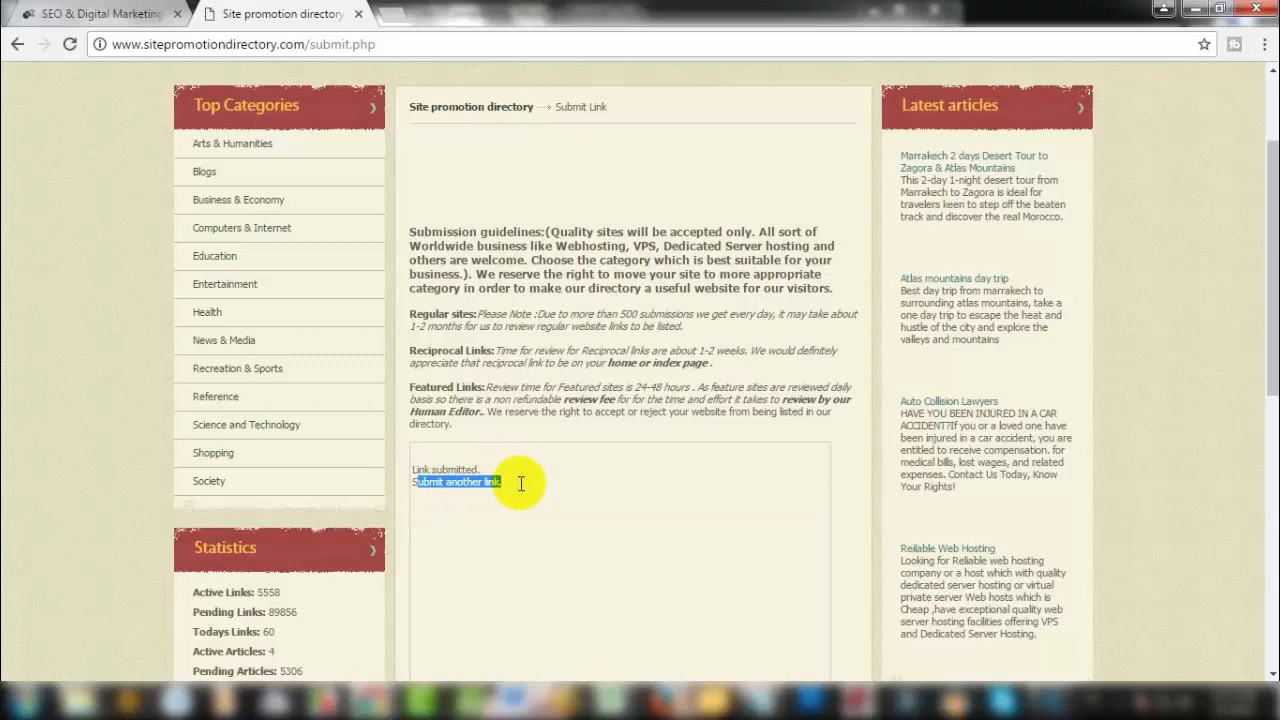 SEO & Digital Marketing
Site promotion directory
www.sitepromotiondirectory.com/submit.php
Top Categories
Arts & Humanities
Blogs
Business & Economy
Computers & Internet
Education
Entertainment
Health
News & Media
Recreation & Sports
Reference
Science and Technology
Shopping
Society
Statistics
Active Links: 5558
Pending Links: 89856
Todays Links: 60
Active Articles: 4
Pending Articles: 5306
Site promotion directory ···> Submit Link
Submission guidelines:(Quality sites will be accepted only. All sort of
Worldwide business like Webhosting, VPS, Dedicated Server hosting and
others are welcome. Choose the category which is best suitable for your
business.). We reserve the right to move your site to more appropriate
category in order to make our directory a useful website for our visitors.
Regular sites:Please Note :Due to more than 500 submissions we get every day, it may take about
1-2 months for us to review regular website links to be listed.
Reciprocal Links:Time for review for Reciprocal links are about 1-2 weeks. We would definitely
appreciate that reciprocal link to be on your home or index page .
Featured Links:Review time for Featured sites is 24-48 hours . As feature sites are reviewed daily
basis so there is a non refundable review fee for for the time and effort it takes to review by our
Human Editor.. We reserve the right to accept or reject your website from being listed in our
directory.
Link submitted.
Submit another link.
Latest articles
Marrakech 2 days Desert Tour to
Zagora & Atlas Mountains
This 2-day 1-night desert tour from
Marrakech to Zagora is ideal for
travelers keen to step off the beaten
track and discover the real Morocco.
Atlas mountains day trip
Best day trip from marrakech to
surrounding atlas mountains, take a
one day trip to escape the heat and
hustle of the city and explore the
valleys and mountains
Auto Collision Lawyers
HAVE YOU BEEN INJURED IN A CAR
ACCIDENT?If you or a loved one have
been injured in a car accident, you are
entitled to receive compensation. for
medical bills, lost wages, and related
expenses. Contact Us Today, Know
Your Rights!
Reilable Web Hosting
Looking for Reliable web hosting
company or a host which with quality
dedicated server hosting or virtual
private server Web hosts which is
Cheap ,have exceptional quality web
server hosting facilities offering VPS
and Dedicated Server Hosting.